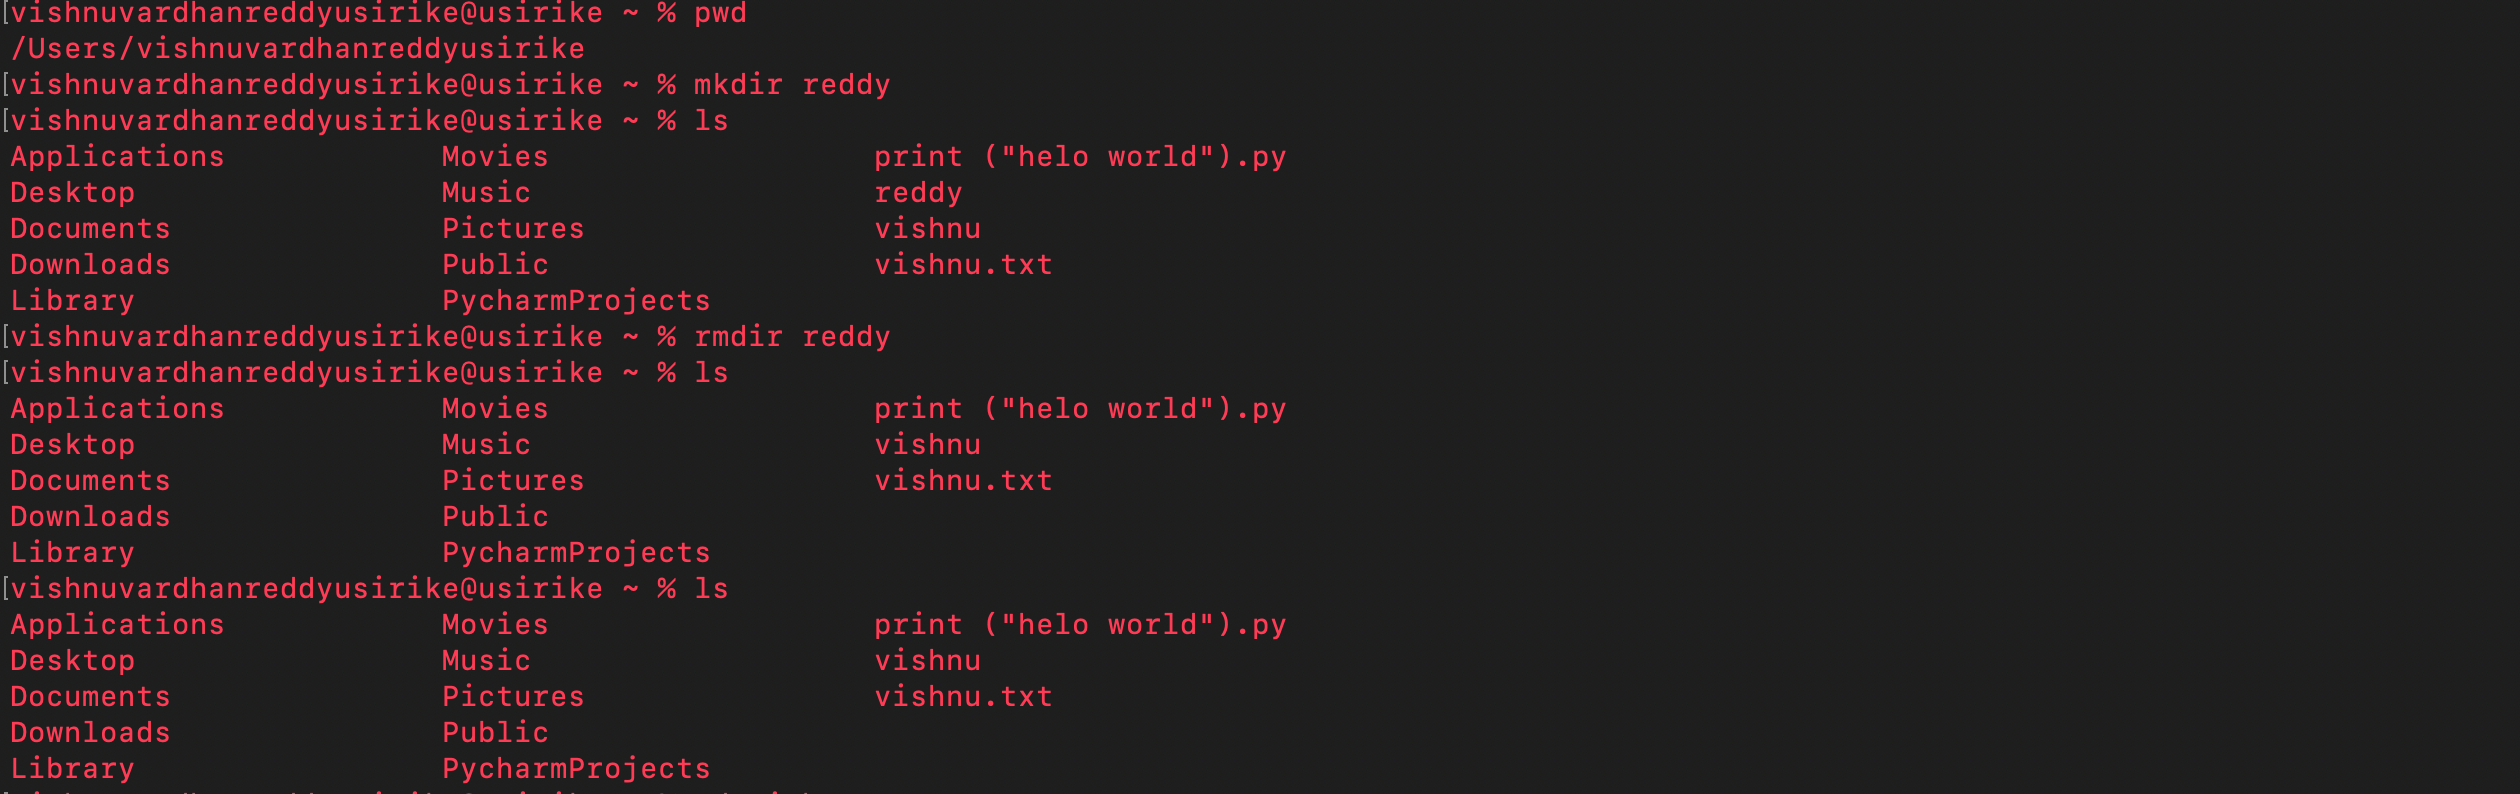 [vishnuvardhanreddyusirike@usirike ~ % pwd
/Users/vishnuvardhanreddyusirike
[vishnuvardhanreddyusirike@usirike ~ % mkdir reddy
[vishnuvardhanreddyusirike@usirike ~ % ls
Applications Movies print ("helo world").py
Desktop Music reddy
Documents Pictures vishnu
Downloads Public vishnu.txt
Library PycharmProjects
[vishnuvardhanreddyusirike@usirike ~ % rmdir reddy
[vishnuvardhanreddyusirike@usirike ~ % ls
Applications Movies print ("helo world").py
Desktop Music vishnu
Documents Pictures vishnu.txt
Downloads Public
Library PycharmProjects
[vishnuvardhanreddyusirike@usirike ~ % ls
Applications Movies print ("helo world").py
Desktop Music vishnu
Documents Pictures vishnu.txt
Downloads Public
Library PycharmProjects